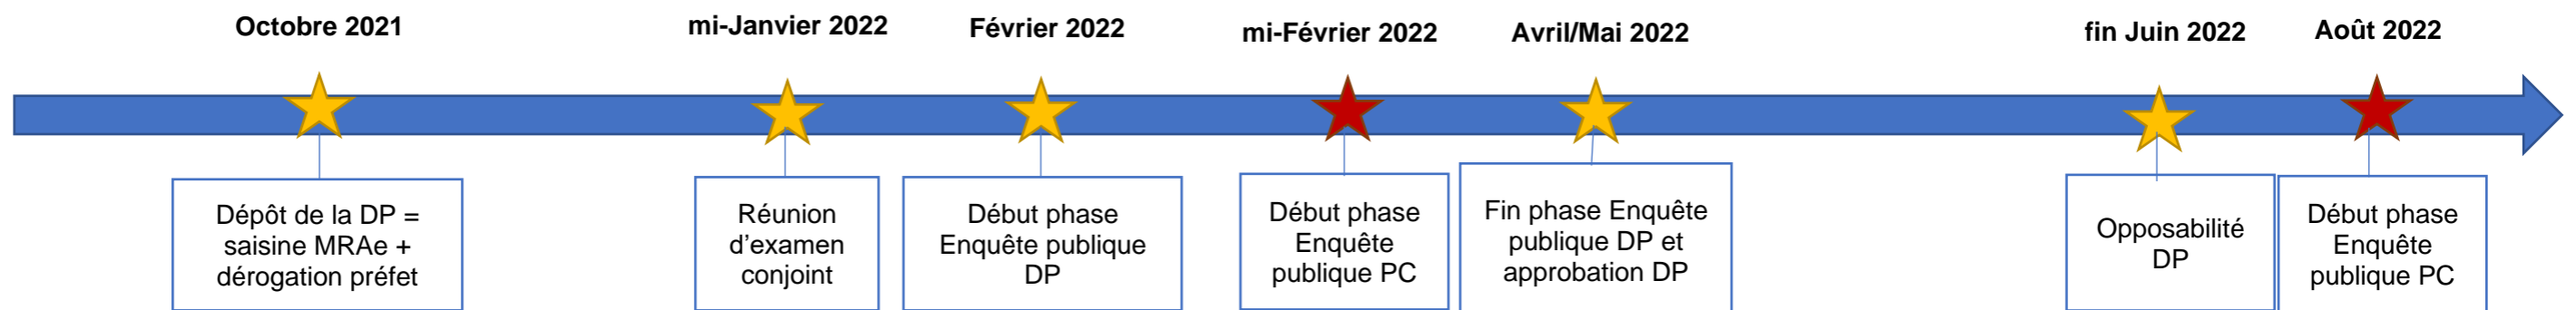 Octobre 2021
mi-Janvier 2022
Février 2022
mi-Février 2022
Avril/Mai 2022
fin Juin 2022
Août 2022
Dépôt de la DP =
saisine MRAe +
dérogation préfet
Réunion
d’examen
conjoint
Début phase
Enquête publique
DP
Début phase
Enquête
publique PC
Fin phase Enquête
publique DP et
approbation DP
Opposabilité
DP
Début phase
Enquête
publique PC